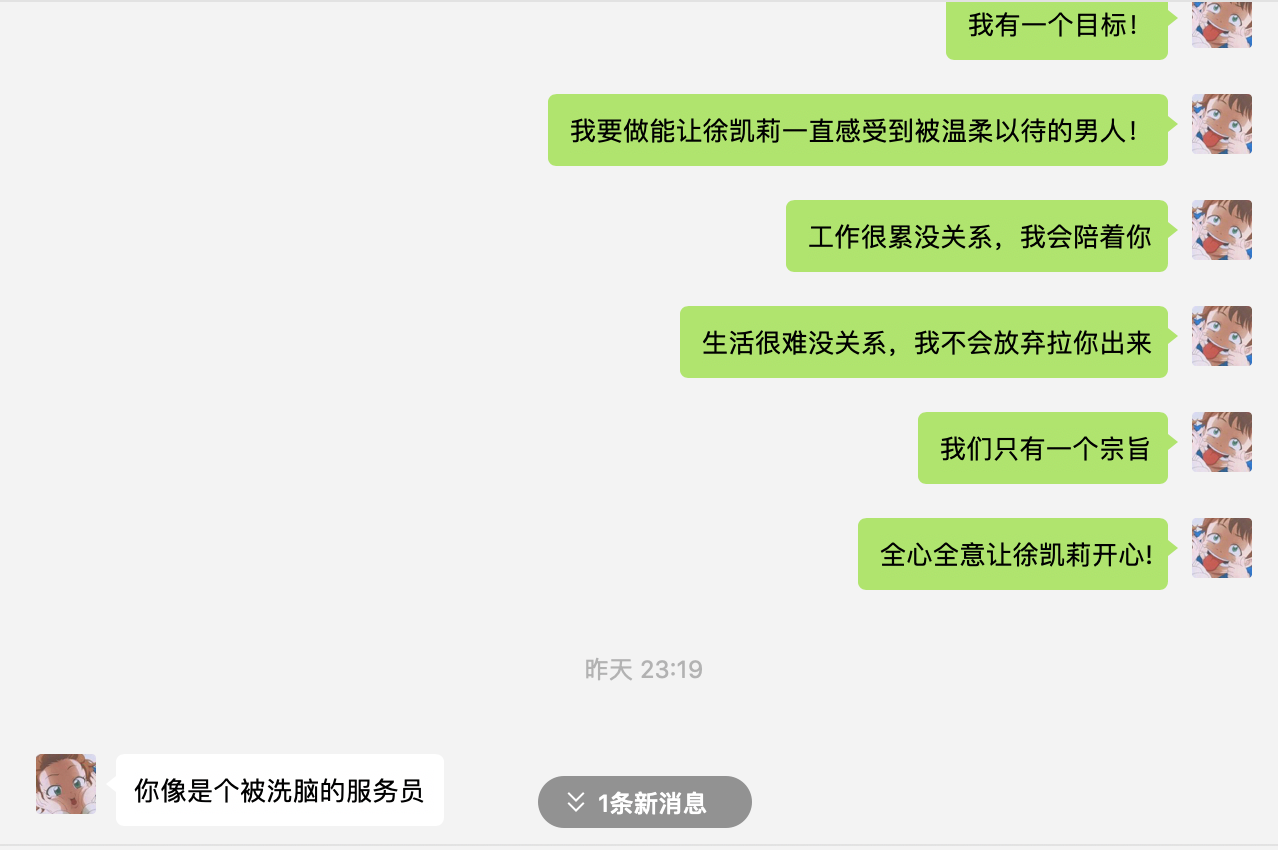 我有一个目标！
我要做能让徐凯莉一直感受到被温柔以待的男人！
工作很累没关系，我会陪着你
生活很难没关系，我不会放弃拉你出来
我们只有一个宗旨
全心全意让徐凯莉开心!
昨天 23:19
你像是个被洗脑的服务员
1条新消息